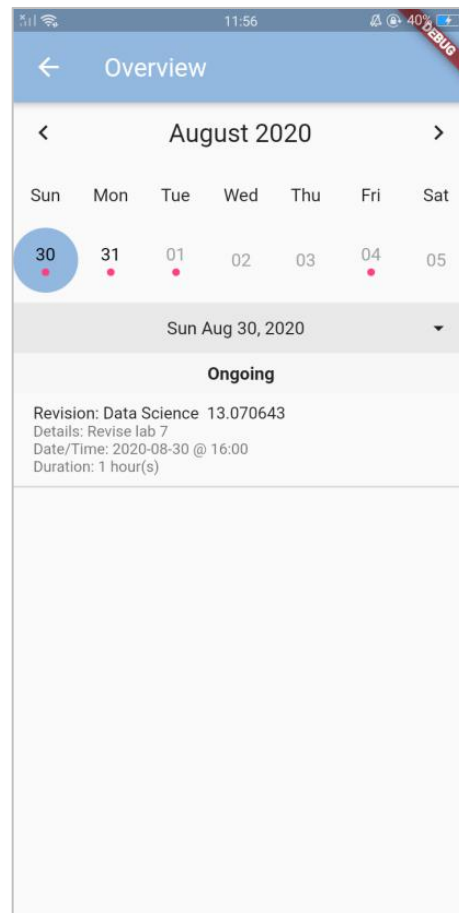 11:56
40%
DEBUG
Overview
August 2020
Sun Mon Tue Wed Thu Fri Sat
30 31 01 02 03 04 05
Sun Aug 30, 2020
Ongoing
Revision: Data Science 13.070643
Details: Revise lab 7
Date/Time: 2020-08-30 @ 16:00
Duration: 1 hour(s)